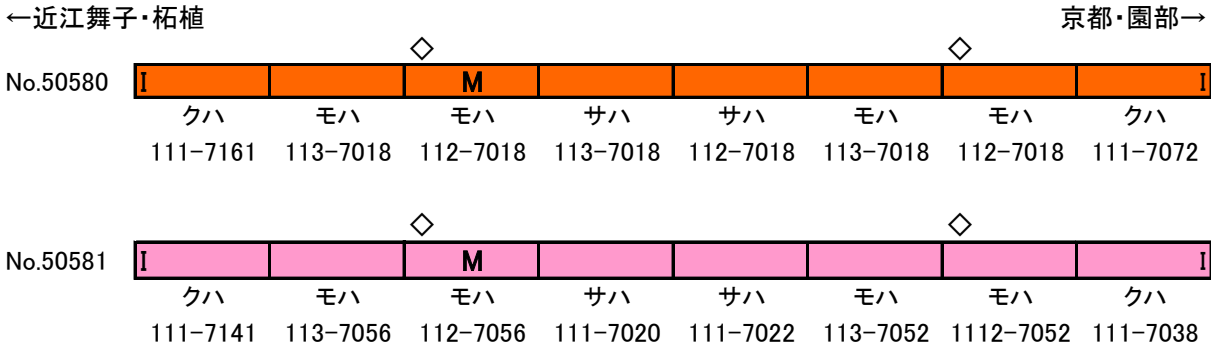 ←近江舞子・柘植 京都・園部→
◇ ◇
No.50580 I M I
クハ モハ モハ サハ サハ モハ モハ クハ
111-7161 113-7018 112-7018 113-7018 112-7018 113-7018 112-7018 111-7072
◇ ◇
No.50581 I M I
クハ モハ モハ サハ サハ モハ モハ クハ
111-7141 113-7056 112-7056 111-7020 111-7022 113-7052 1112-7052 111-7038